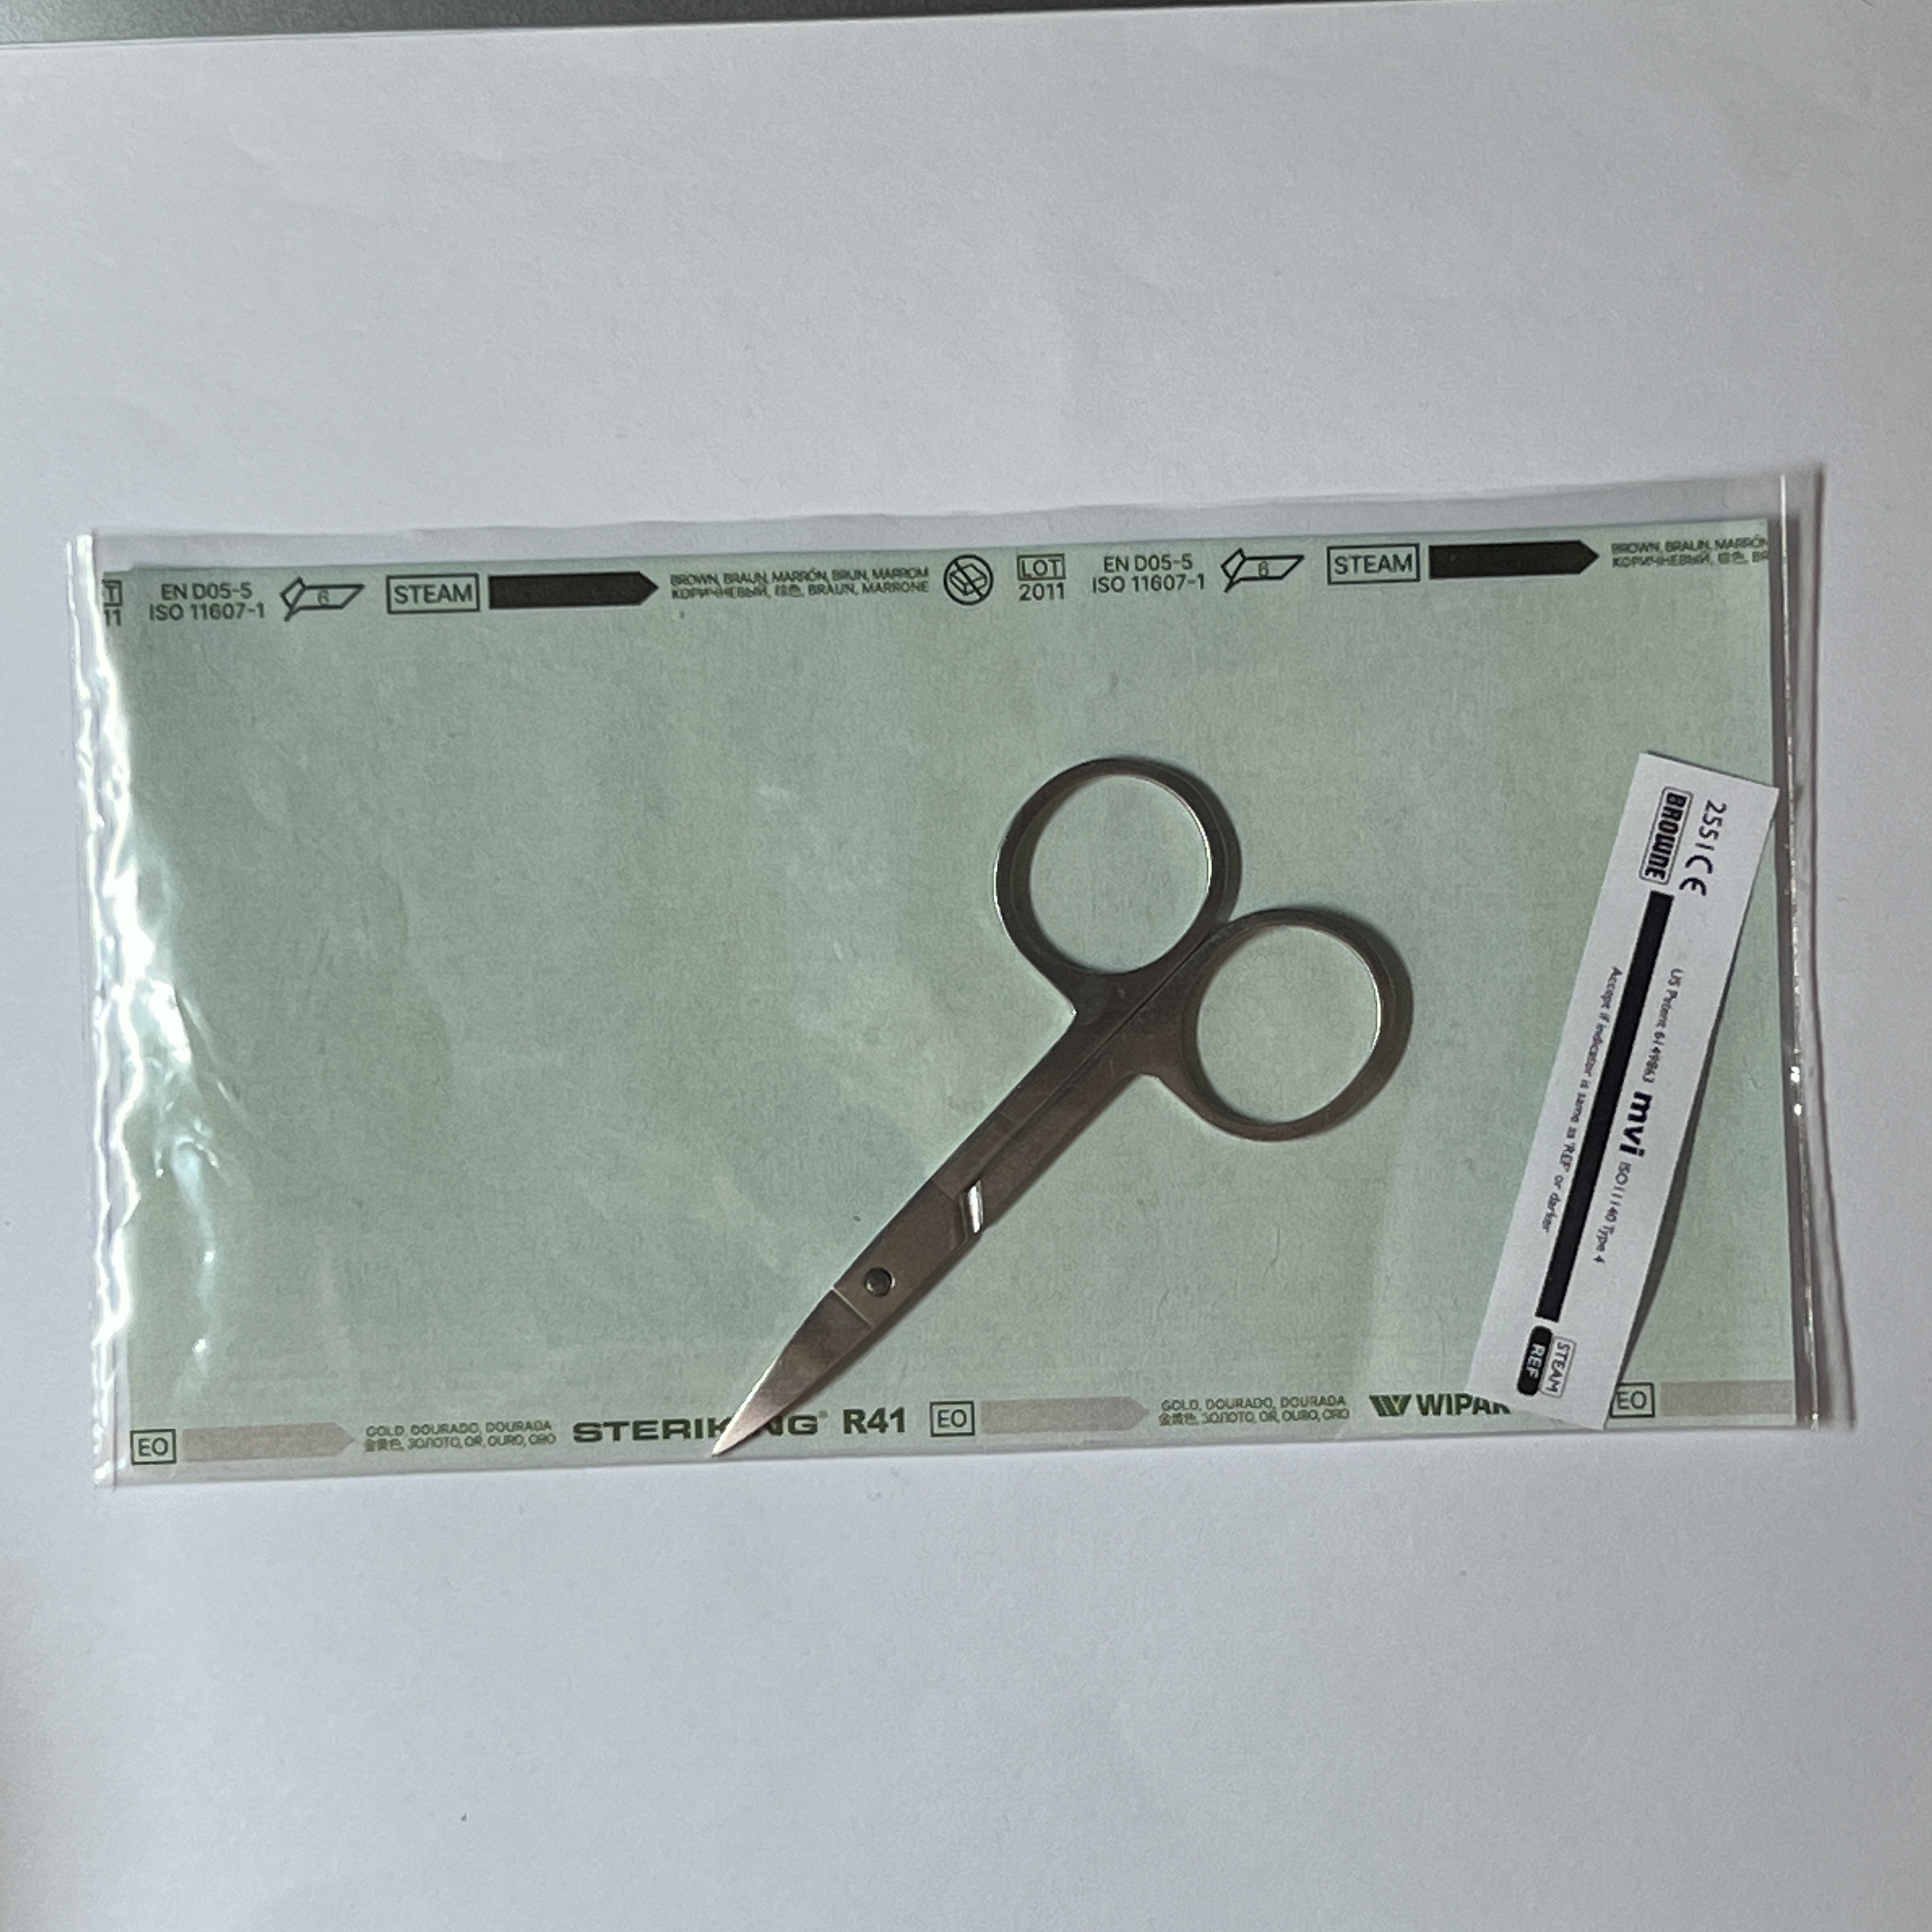 T
11
EN D05-5
ISO 11607-1
6
STEAM
BROWN, BRAUN, MARRÓN, BRUN, MARROM
КОРИЧНЕВЫЙ, 棕色, BRAUN, MARRONE
LOT
2011
EN D05-5
ISO 11607-1
6
STEAM
BROWN, BRAUN, MARRÓN
КОРИЧНЕВЫЙ, 棕色, BR
2551 CE
BROWNE
US Patent 6149863 mvi ISO11140 Type 4
Accept if indicator is same as 'REF' or darker
STEAM
REF
EO
GOLD, DOURADO, DOURADA
金黄色, ЗОЛОТО, OR, OURO, ORO
STERIK NG® R41
EO
GOLD, DOURADO, DOURADA
金黄色, ЗОЛОТО, OR, OURO, ORO
WIPAK
EO